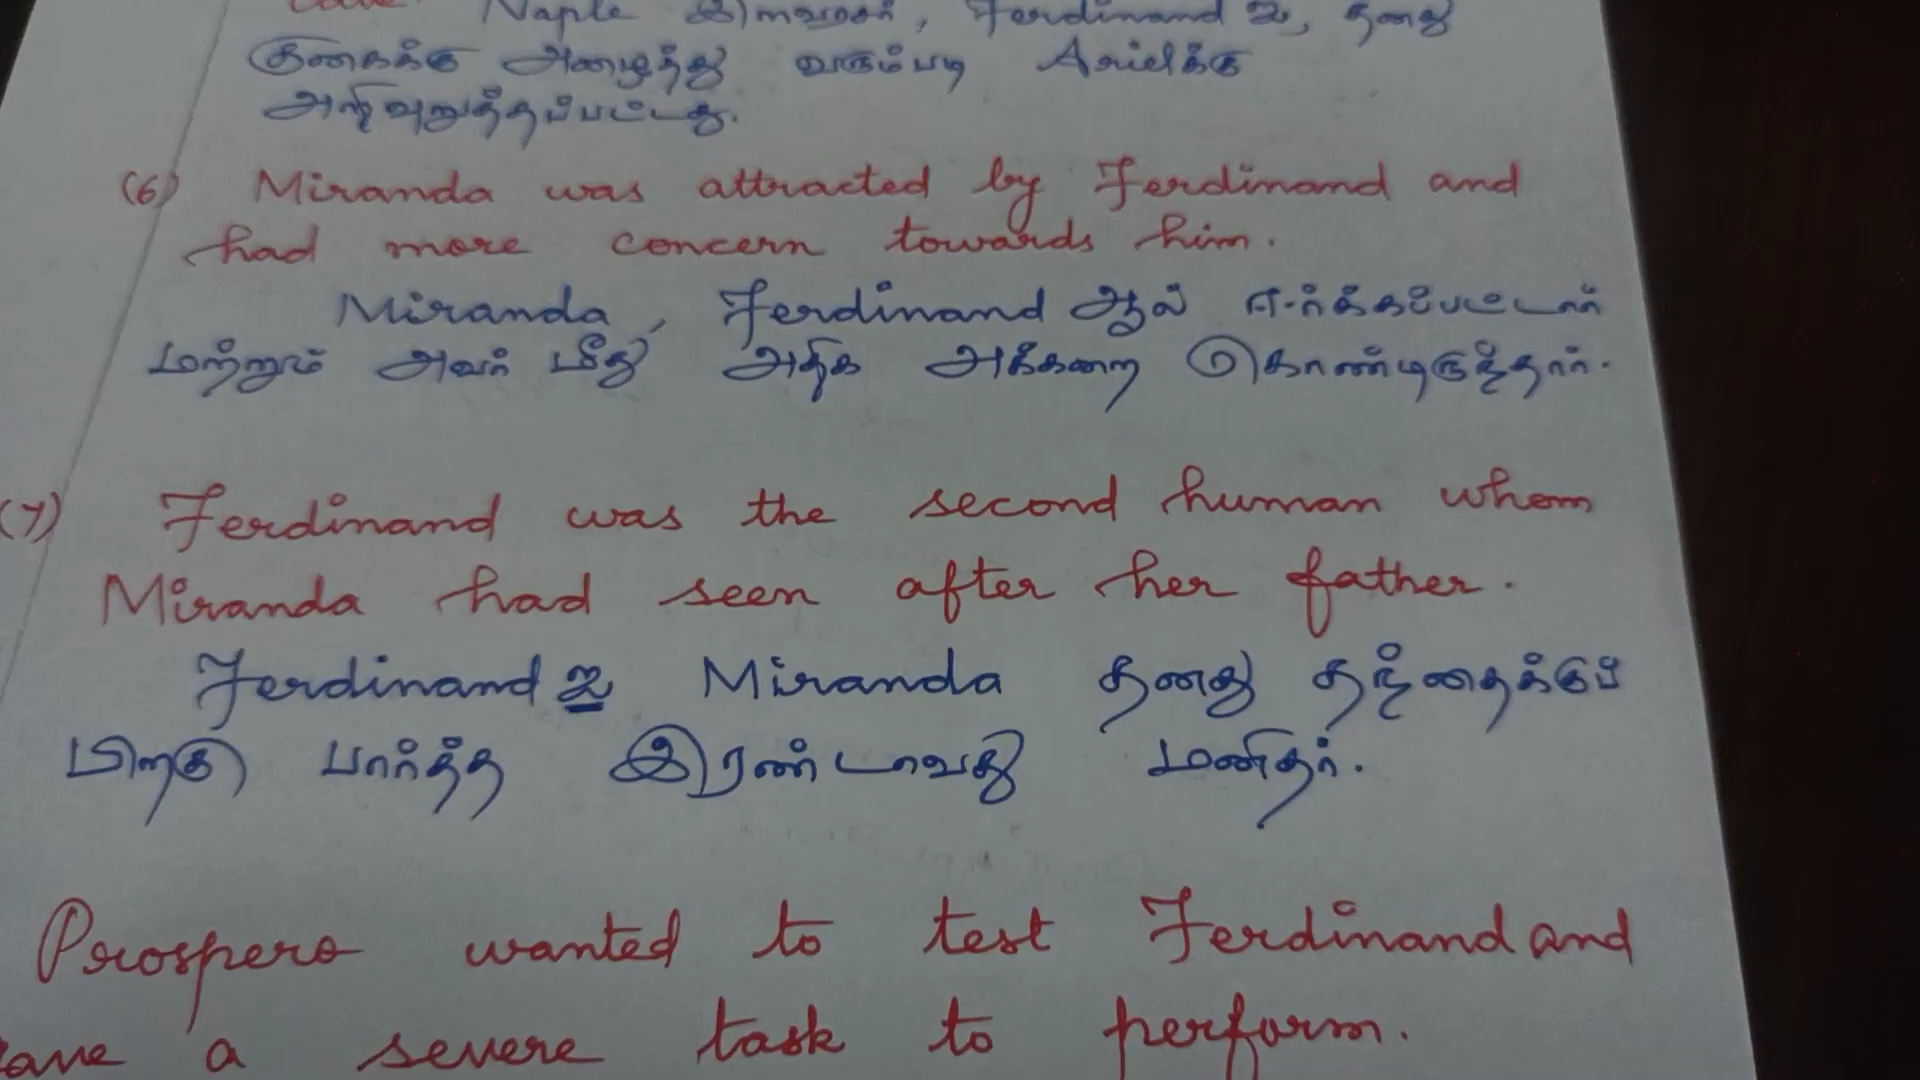 Naple இளவரசர், Ferdinand ஐ, தனது
குகைக்கு அழைத்து வரும்படி Arielக்கு
அறிவுறுத்தப்பட்டது.
(6) Miranda was attracted by Ferdinand and
had more concern towards him.
Miranda, Ferdinand ஆல் ஈர்க்கப்பட்டார்
மற்றும் அவர் மீது அதிக அக்கறை கொண்டிருந்தார்.
(7) Ferdinand was the second human whom
Miranda had seen after her father.
Ferdinand ஐ Miranda தனது தந்தைக்குப்
பிறகு பார்த்த இரண்டாவது மனிதர்.
Prospero wanted to test Ferdinand and
a severe task to perform.